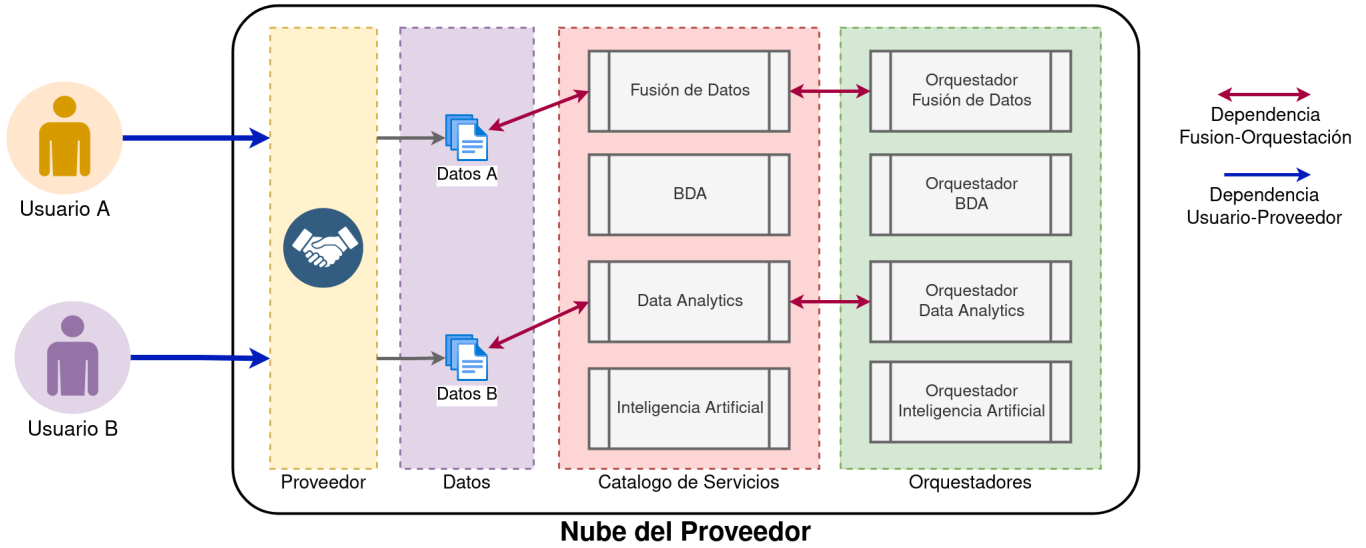 Usuario A
Usuario B
Datos A
Datos B
Fusión de Datos
BDA
Data Analytics
Inteligencia Artificial
Orquestador
Fusión de Datos
Orquestador
BDA
Orquestador
Data Analytics
Orquestador
Inteligencia Artificial
Proveedor
Datos
Catalogo de Servicios
Orquestadores
Nube del Proveedor
Dependencia
Fusion-Orquestación
Dependencia
Usuario-Proveedor